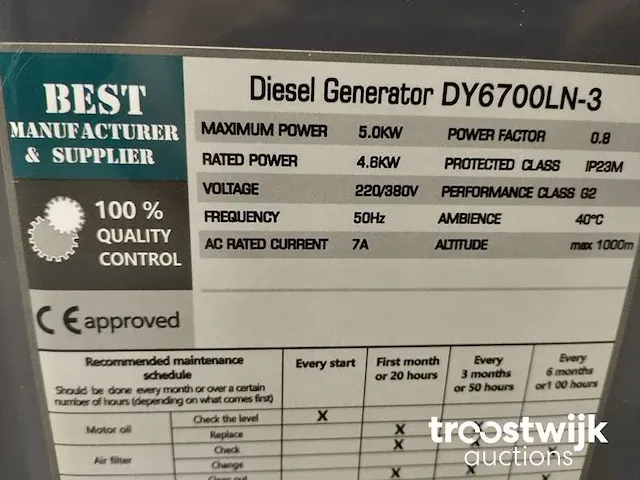 BEST
MANUFACTURER
& SUPPLIER
100 %
QUALITY
CONTROL
CE approved
Diesel Generator DY6700LN-3
MAXIMUM POWER 5.0KW POWER FACTOR 0.8
RATED POWER 4.6KW PROTECTED CLASS IP23M
VOLTAGE 220/380V PERFORMANCE CLASS G2
FREQUENCY 50Hz AMBIENCE 40°C
AC RATED CURRENT 7A ALTITUDE max 1000m
Recommended maintenance
schedule
Should be done every month or over a certain
number of hours (depending on what comes first)
Every start
First month
or 20 hours
Every
3 months
or 50 hours
Every
6 months
or1 00 hours
Motor oil
Check the level X
Replace X X
Air filter
Check X
Change X X
Clean out X X
troostwijk
auctions